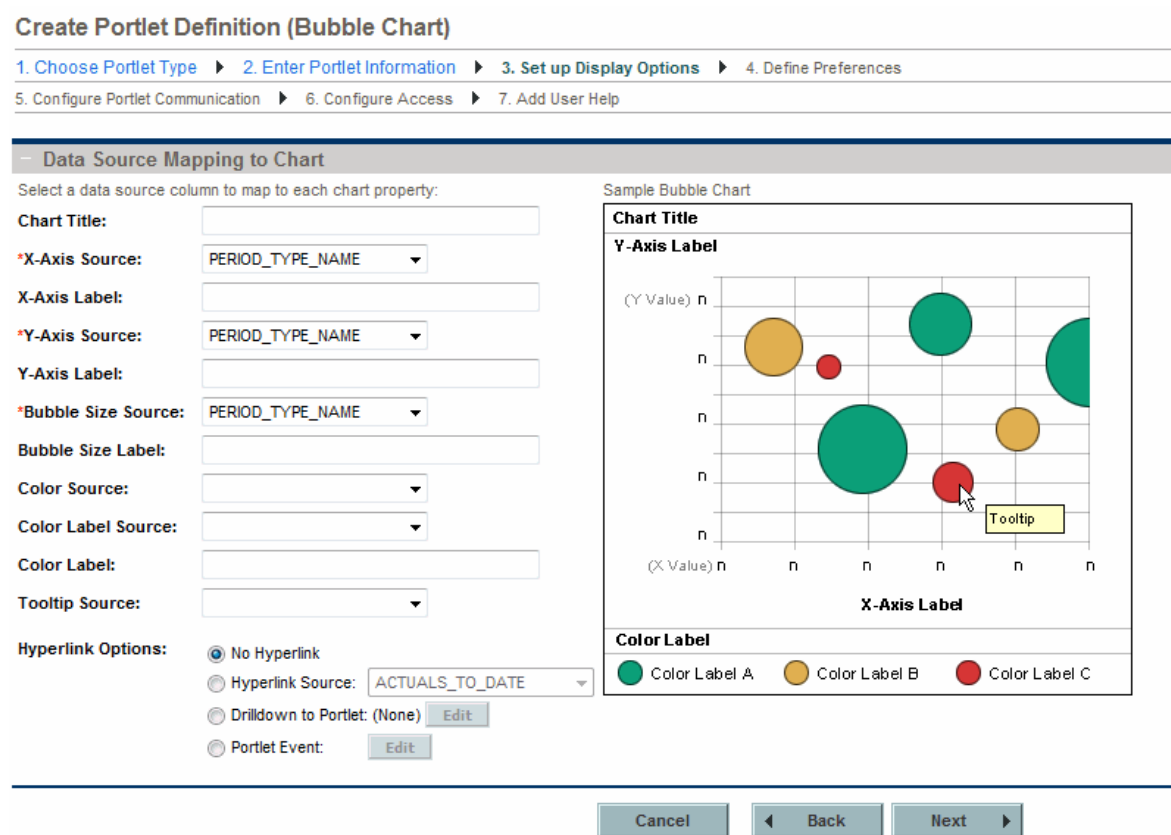 Create Portlet Definition (Bubble Chart)
1. Choose Portlet Type 2. Enter Portlet Information 3. Set up Display Options 4. Define Preferences
5. Configure Portlet Communication 6. Configure Access 7. Add User Help
Data Source Mapping to Chart
Select a data source column to map to each chart property:
Chart Title:
*X-Axis Source: PERIOD_TYPE_NAME
X-Axis Label:
*Y-Axis Source: PERIOD_TYPE_NAME
Y-Axis Label:
*Bubble Size Source: PERIOD_TYPE_NAME
Bubble Size Label:
Color Source:
Color Label Source:
Color Label:
Tooltip Source:
Hyperlink Options:
No Hyperlink
Hyperlink Source: ACTUALS_TO_DATE
Drilldown to Portlet: (None) Edit
Portlet Event: Edit
Sample Bubble Chart
Chart Title
Y-Axis Label
(Y Value) n
n
n
n
n
Tooltip
(X Value) n n n n n n
X-Axis Label
Color Label
Color Label A Color Label B Color Label C
Cancel Back Next